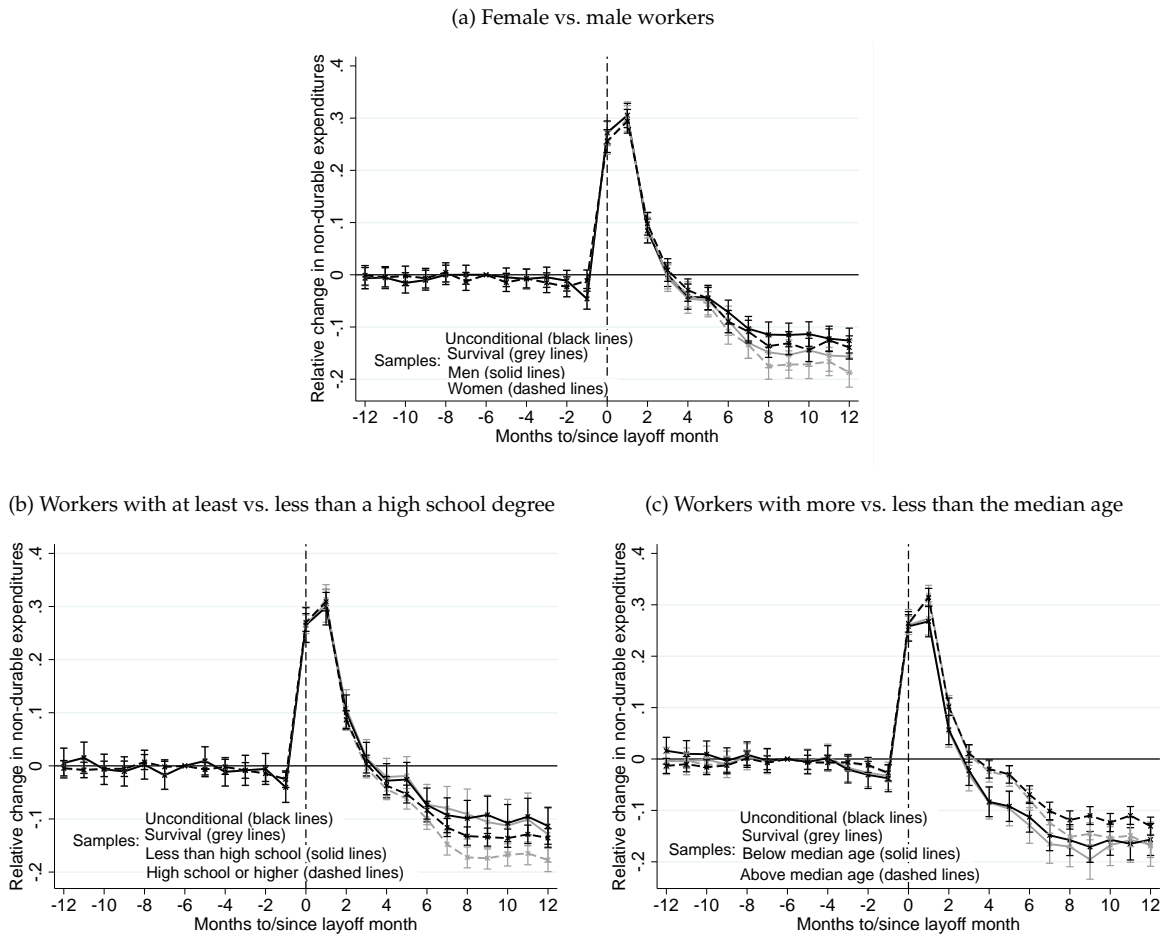 (a) Female vs. male workers
Relative change in non-durable expenditures
.4
.3
.2
.1
0
-.1
-.2
Samples:
Unconditional (black lines)
Survival (grey lines)
Men (solid lines)
Women (dashed lines)
-12 -10 -8 -6 -4 -2 0 2 4 6 8 10 12
Months to/since layoff month
(b) Workers with at least vs. less than a high school degree
Relative change in non-durable expenditures
.4
.3
.2
.1
0
-.1
-.2
Samples:
Unconditional (black lines)
Survival (grey lines)
Less than high school (solid lines)
High school or higher (dashed lines)
-12 -10 -8 -6 -4 -2 0 2 4 6 8 10 12
Months to/since layoff month
(c) Workers with more vs. less than the median age
Relative change in non-durable expenditures
.4
.3
.2
.1
0
-.1
-.2
Samples:
Unconditional (black lines)
Survival (grey lines)
Below median age (solid lines)
Above median age (dashed lines)
-12 -10 -8 -6 -4 -2 0 2 4 6 8 10 12
Months to/since layoff month